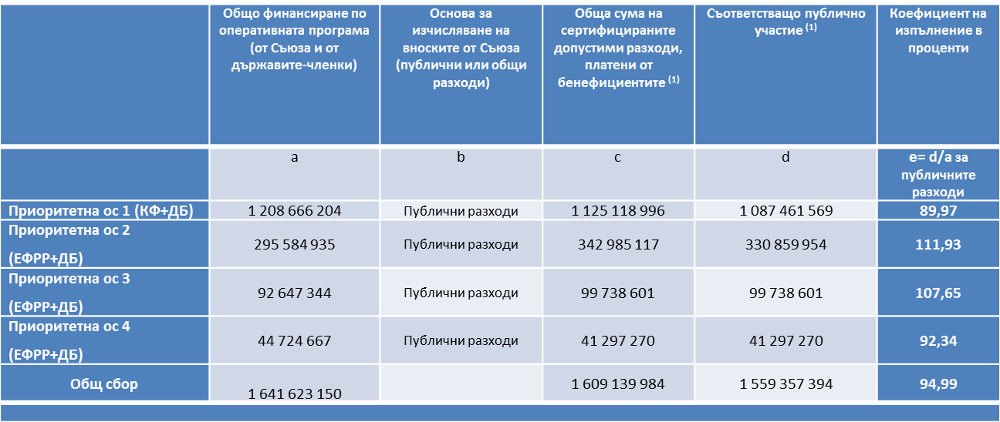 Общо финансиране по
оперативната програма
(от Съюза и от
държавите-членки)
Основа за
изчисляване на
вноските от Съюза
(публични или общи
разходи)
Обща сума на
сертифицираните
допустими разходи,
платени от
бенефициентите (1)
Съответстващо публично
участие (1)
Коефициент на
изпълнение в
проценти
a
b
c
d
e= d/a за
публичните
разходи
Приоритетна ос 1 (КФ+ДБ)
1 208 666 204
Публични разходи
1 125 118 996
1 087 461 569
89,97
Приоритетна ос 2
(ЕФРР+ДБ)
295 584 935
Публични разходи
342 985 117
330 859 954
111,93
Приоритетна ос 3
(ЕФРР+ДБ)
92 647 344
Публични разходи
99 738 601
99 738 601
107,65
Приоритетна ос 4
(ЕФРР+ДБ)
44 724 667
Публични разходи
41 297 270
41 297 270
92,34
Общ сбор
1 641 623 150
1 609 139 984
1 559 357 394
94,99